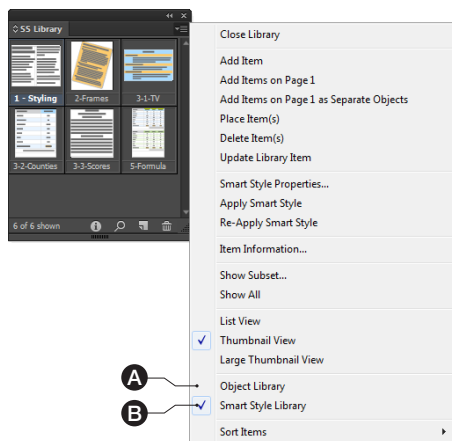 SS Library
1 - Styling
2-Frames
3-1-TV
3-2-Counties
3-3-Scores
5-Formula
6 of 6 shown
Close Library
Add Item
Add Items on Page 1
Add Items on Page 1 as Separate Objects
Place Item(s)
Delete Item(s)
Update Library Item
Smart Style Properties...
Apply Smart Style
Re-Apply Smart Style
Item Information...
Show Subset...
Show All
List View
Thumbnail View
Large Thumbnail View
A
Object Library
B
Smart Style Library
Sort Items